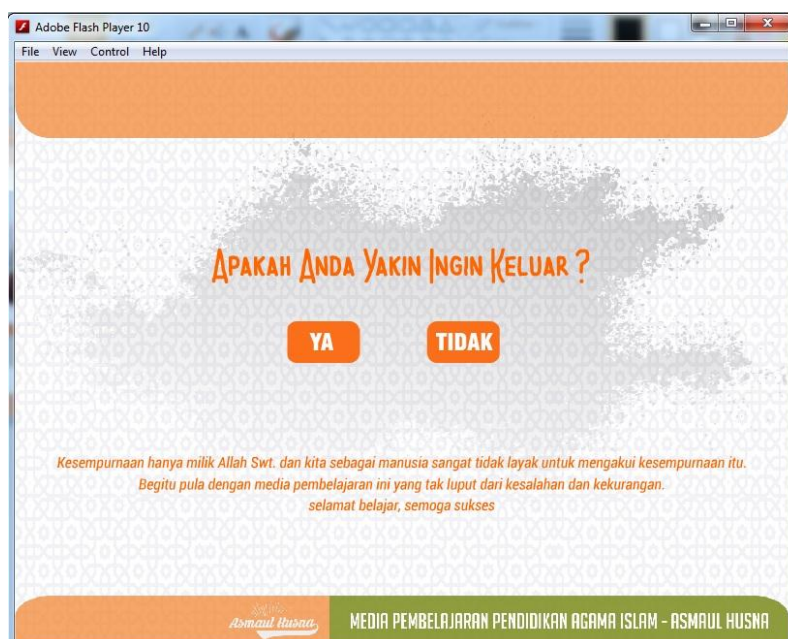 Adobe Flash Player 10
File View Control Help
Apakah Anda Yakin Ingin Keluar ?
YA
TIDAK
Kesempurnaan hanya milik Allah Swt. dan kita sebagai manusia sangat tidak layak untuk mengakui kesempurnaan itu.
Begitu pula dengan media pembelajaran ini yang tak luput dari kesalahan dan kekurangan.
selamat belajar, semoga sukses
Asmaul Husna
MEDIA PEMBELAJARAN PENDIDIKAN AGAMA ISLAM - ASMAUL HUSNA